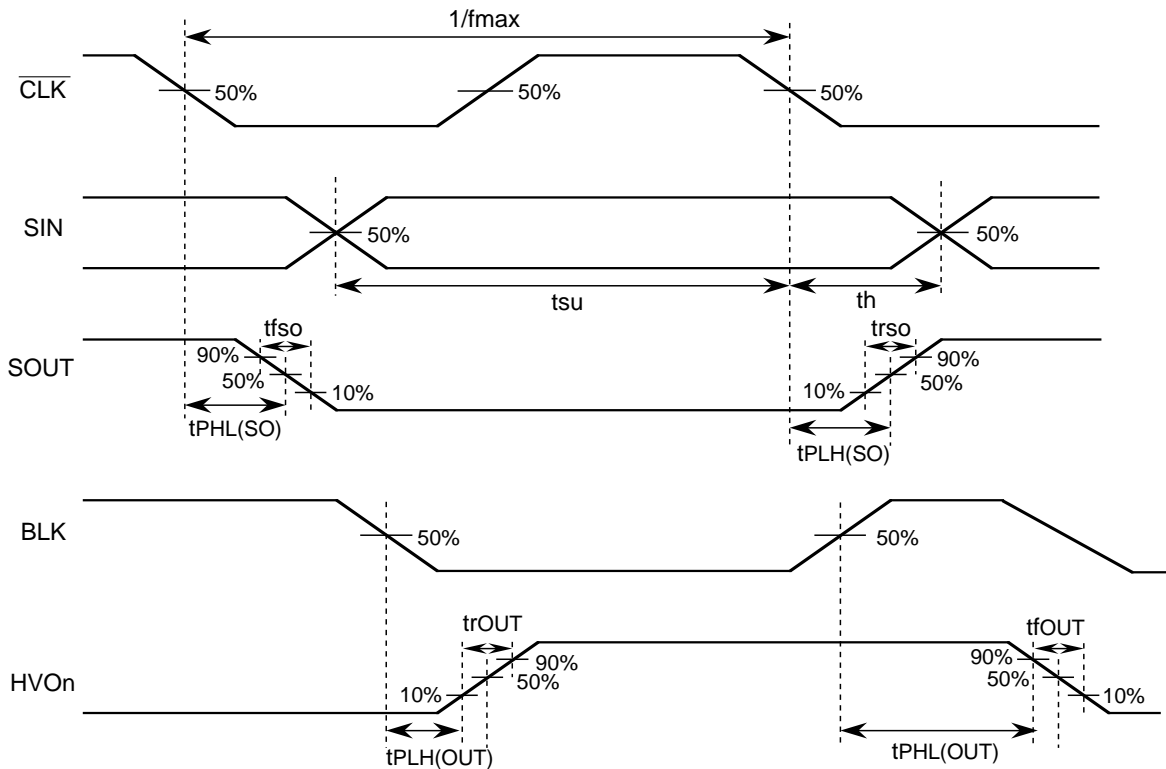 1/fmax
CLK
50%
50%
50%
SIN
50%
50%
tsu
th
SOUT
tfso
90%
50%
10%
tPHL(SO)
trso
90%
50%
10%
tPLH(SO)
BLK
50%
50%
HVOn
trOUT
90%
50%
10%
tPLH(OUT)
tfOUT
90%
50%
10%
tPHL(OUT)